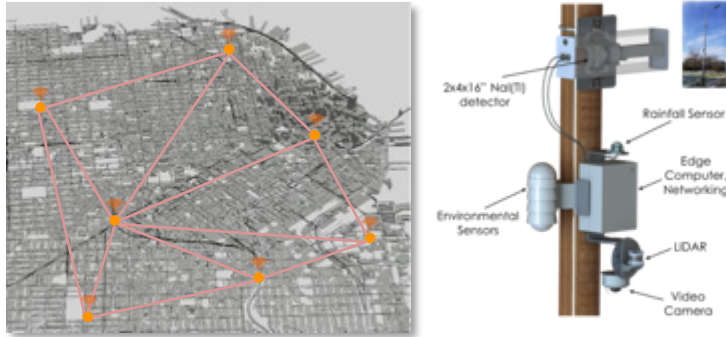 2x4x16" NaI(Tl)
detector
Rainfall Sensor
Edge
Computer,
Networking
Environmental
Sensors
LIDAR
Video
Camera